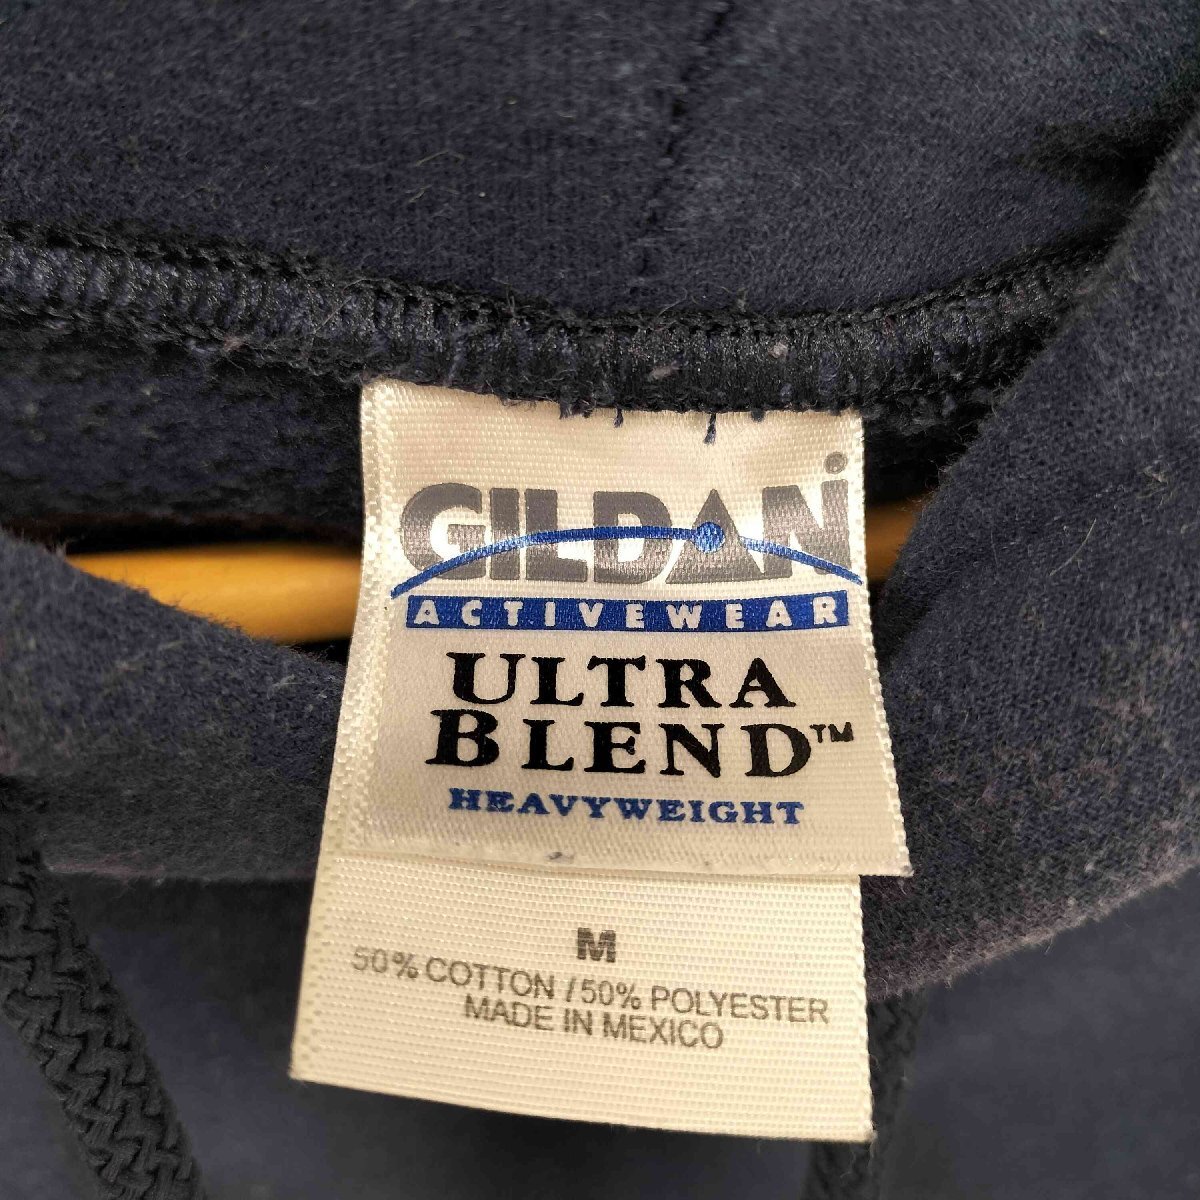 GILDAN
ACTIVEWEAR
ULTRA
BLEND™
HEAVYWEIGHT
M
50% COTTON / 50% POLYESTER
MADE IN MEXICO